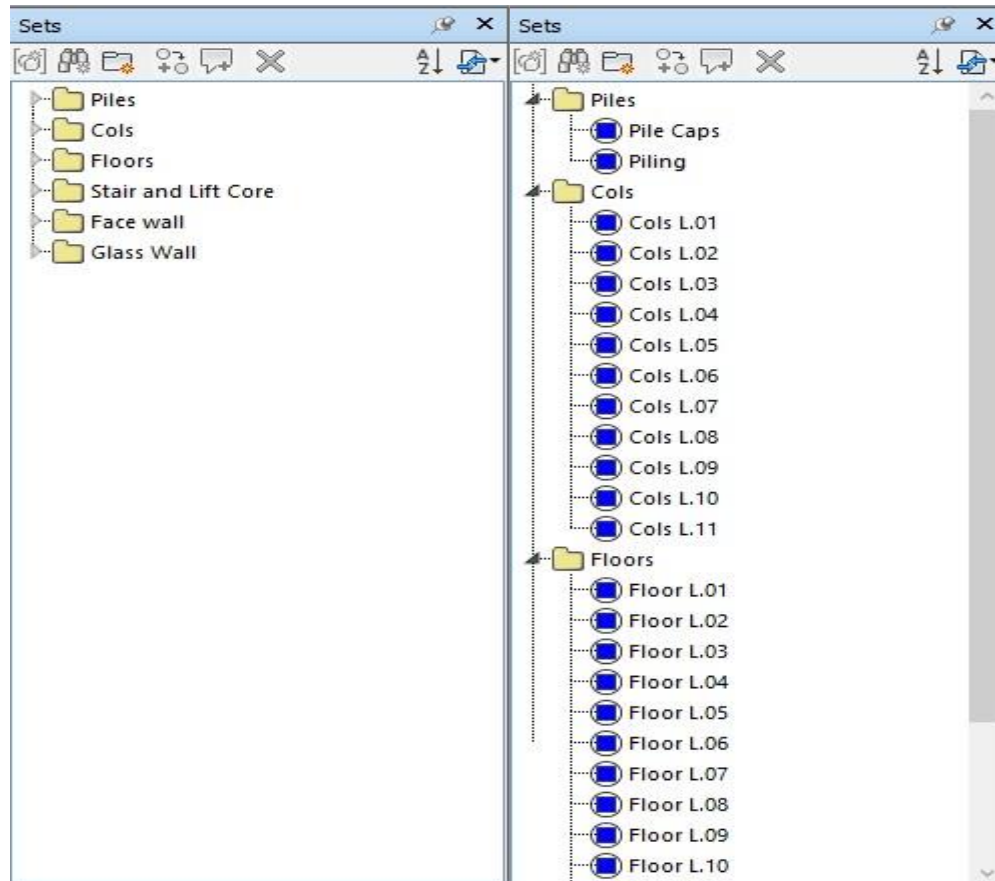 Sets
Piles
Cols
Floors
Stair and Lift Core
Face wall
Glass Wall
Sets
Piles
Pile Caps
Piling
Cols
Cols L.01
Cols L.02
Cols L.03
Cols L.04
Cols L.05
Cols L.06
Cols L.07
Cols L.08
Cols L.09
Cols L.10
Cols L.11
Floors
Floor L.01
Floor L.02
Floor L.03
Floor L.04
Floor L.05
Floor L.06
Floor L.07
Floor L.08
Floor L.09
Floor L.10